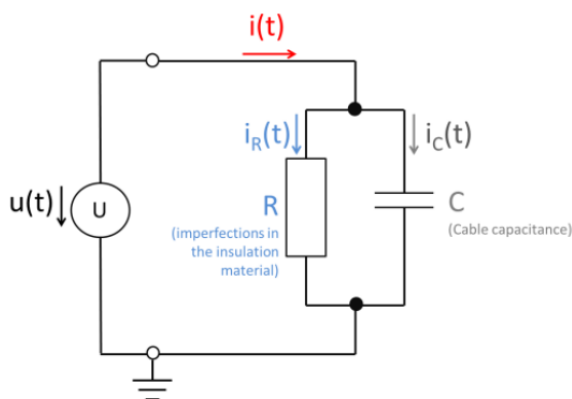 i(t)
iR(t)
iC(t)
u(t)
U
R
(imperfections in
the insulation
material)
C
(Cable capacitance)